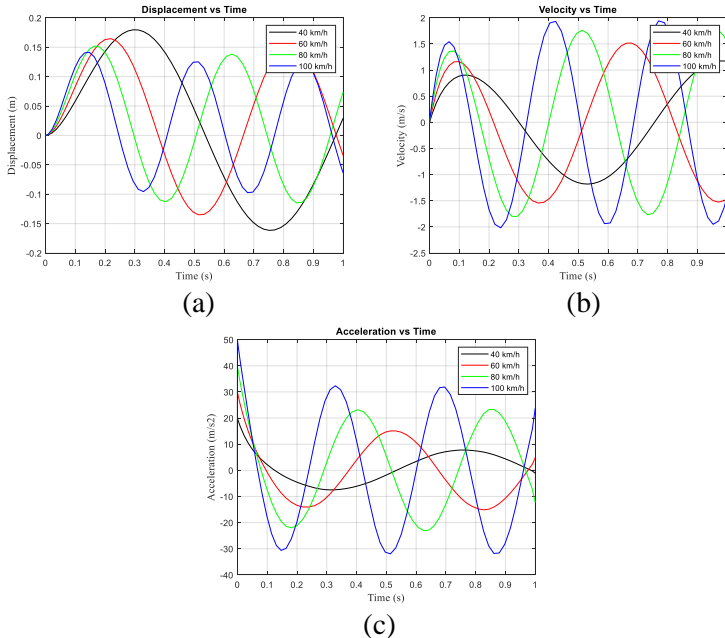 Displacement vs Time
0.2
0.15
0.1
0.05
0
-0.05
-0.1
-0.15
-0.2
Displacement (m)
40 km/h
60 km/h
80 km/h
100 km/h
0 0.1 0.2 0.3 0.4 0.5 0.6 0.7 0.8 0.9 1
Time (s)
(a)
Velocity vs Time
2
1.5
1
0.5
0
-0.5
-1
-1.5
-2
-2.5
Velocity (m/s)
40 km/h
60 km/h
80 km/h
100 km/h
0 0.1 0.2 0.3 0.4 0.5 0.6 0.7 0.8 0.9
Time (s)
(b)
Acceleration vs Time
50
40
30
20
10
0
-10
-20
-30
-40
Acceleration (m/s2)
40 km/h
60 km/h
80 km/h
100 km/h
0 0.1 0.2 0.3 0.4 0.5 0.6 0.7 0.8 0.9 1
Time (s)
(c)